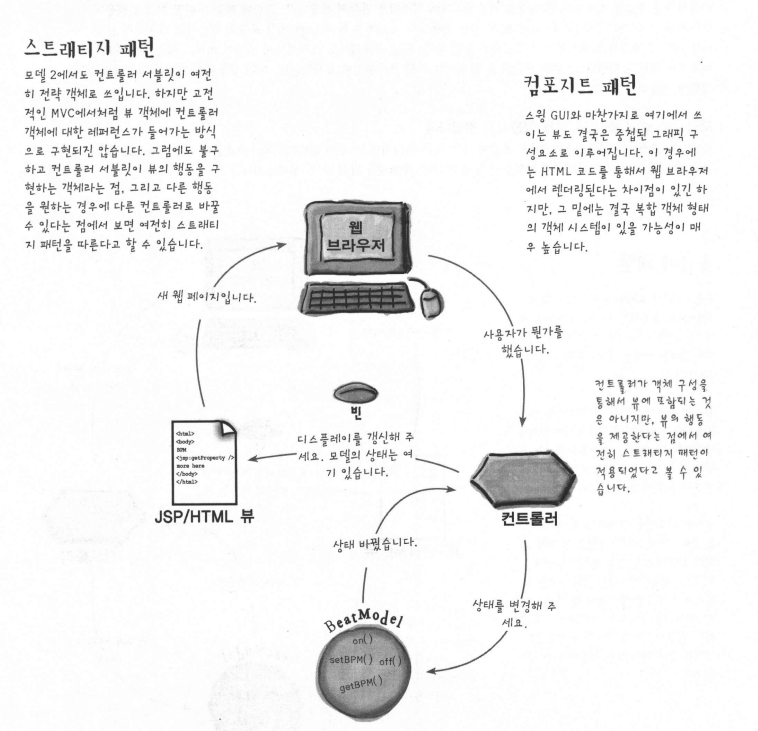 스트래티지 패턴
모델 2에서도 컨트롤러 서블릿이 여전
히 전략 객체로 쓰입니다. 하지만 고전
적인 MVC에서처럼 뷰 객체에 컨트롤러
객체에 대한 레퍼런스가 들어가는 방식
으로 구현되진 않습니다. 그럼에도 불구
하고 컨트롤러 서블릿이 뷰의 행동을 구
현하는 객체라는 점, 그리고 다른 행동
을 원하는 경우에 다른 컨트롤러로 바꿀
수 있다는 점에서 보면 여전히 스트래티
지 패턴을 따른다고 할 수 있습니다.
컴포지트 패턴
스윙 GUI와 마찬가지로 여기에서 쓰
이는 뷰도 결국은 중첩된 그래픽 구
성요소로 이루어집니다. 이 경우에
는 HTML 코드를 통해서 웹 브라우저
에서 렌더링된다는 차이점이 있긴 하
지만, 그 밑에는 결국 복합 객체 형태
의 객체 시스템이 있을 가능성이 매
우 높습니다.
웹
브라우저
새 웹 페이지입니다.
사용자가 뭔가를
했습니다.
빈
디스플레이를 갱신해 주
세요. 모델의 상태는 여
기 있습니다.
컨트롤러가 객체 구성을
통해서 뷰에 포함되는 것
은 아니지만, 뷰의 행동
을 제공한다는 점에서 여
전히 스트래티지 패턴이
적용되었다고 볼 수 있
습니다.
<html>
<body>
BPM
<jsp:getProperty />
more here
</body>
</html>
JSP/HTML 뷰
컨트롤러
상태 바꿨습니다.
상태를 변경해 주
세요.
BeatModel
on()
setBPM() off()
getBPM()